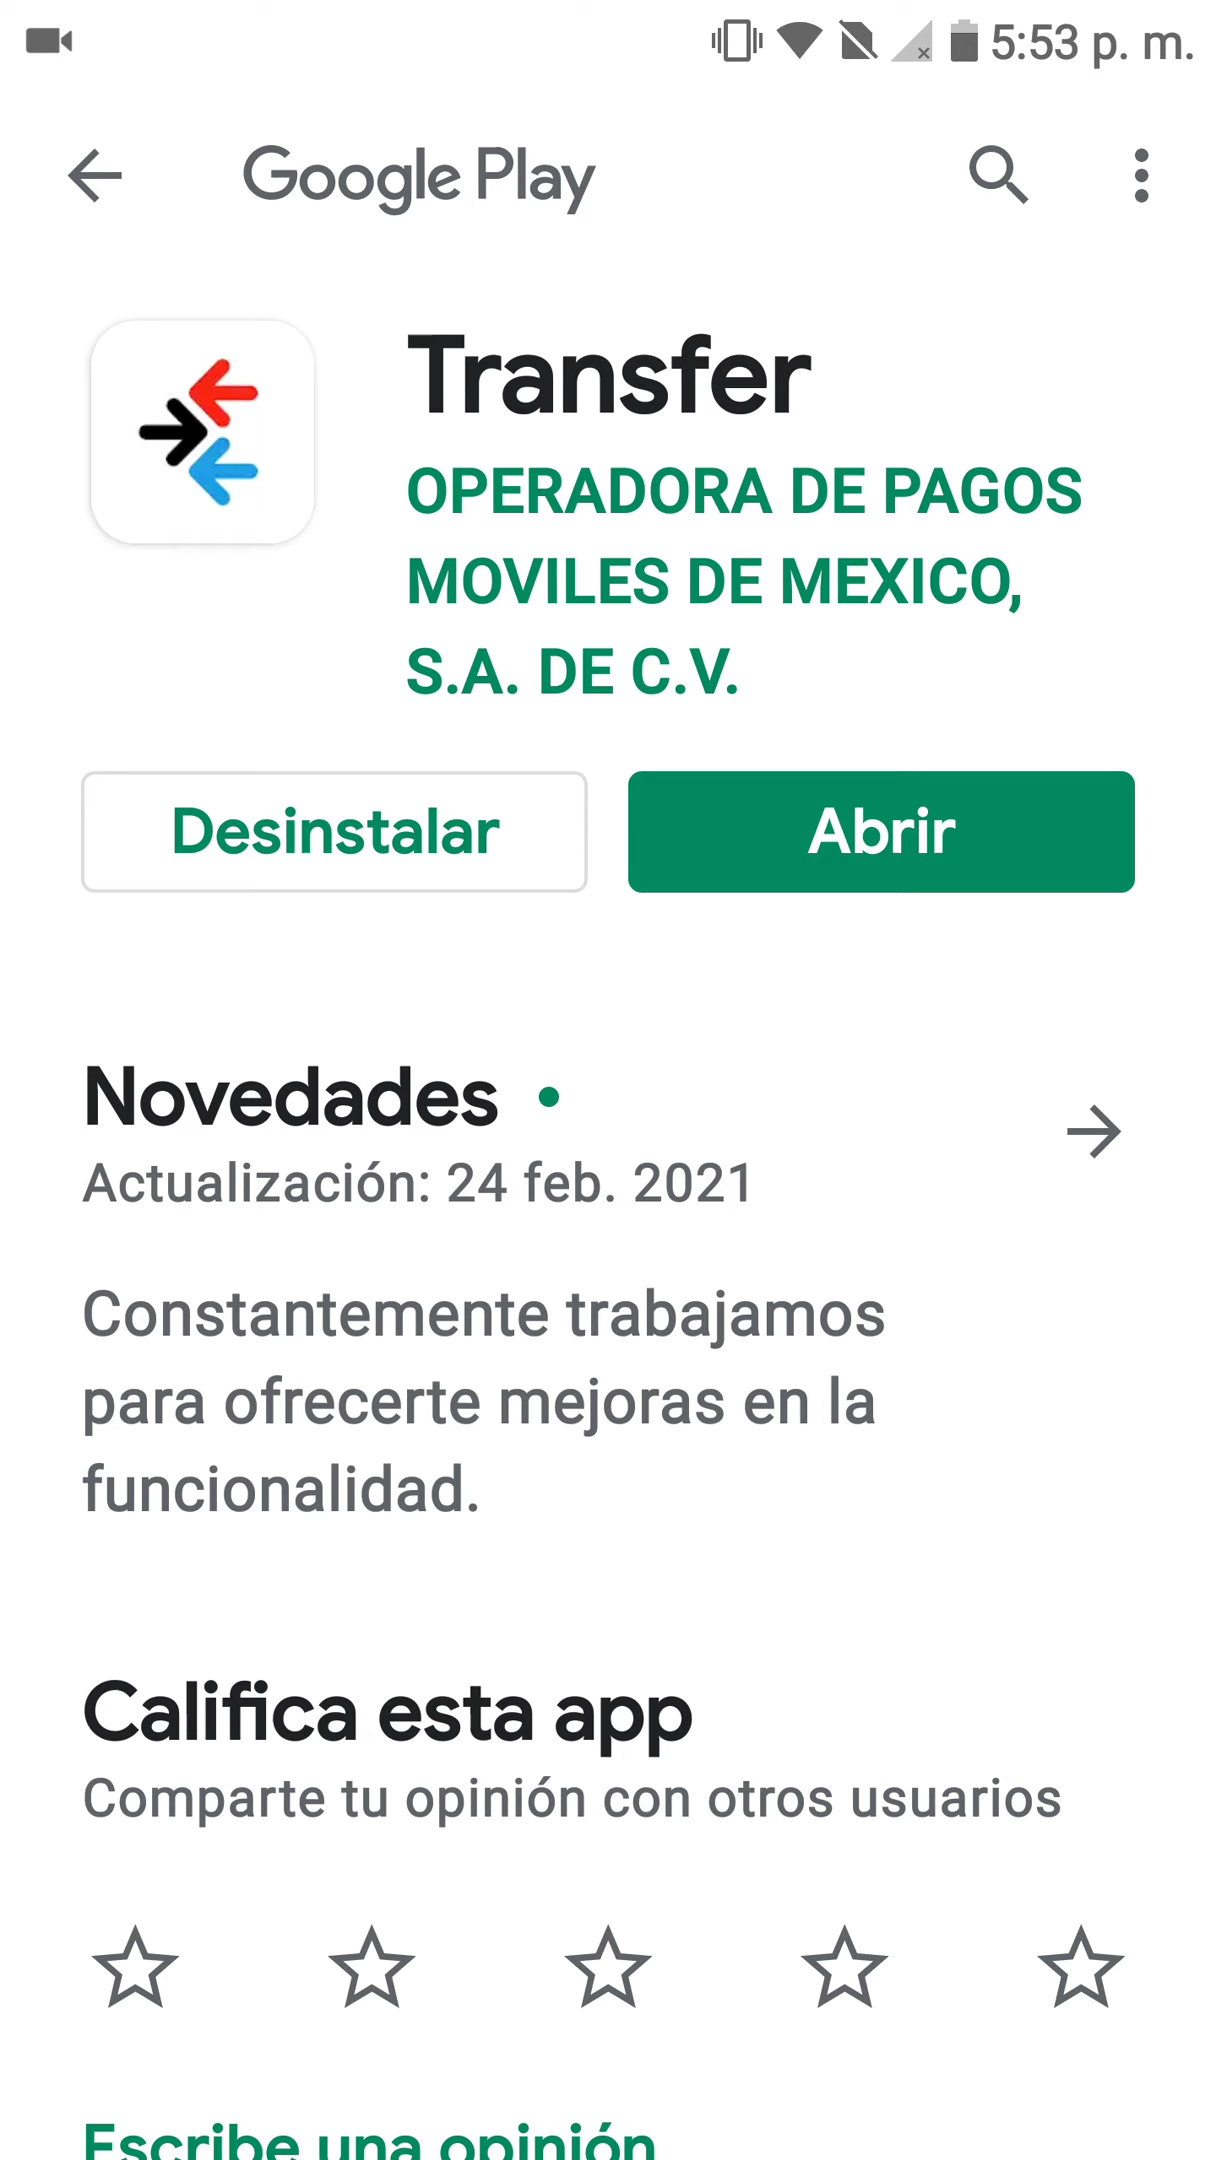 5:53 p. m.
Google Play
Transfer
OPERADORA DE PAGOS
MOVILES DE MEXICO,
S.A. DE C.V.
Desinstalar
Abrir
Novedades
Actualización: 24 feb. 2021
Constantemente trabajamos
para ofrecerte mejoras en la
funcionalidad.
Califica esta app
Comparte tu opinión con otros usuarios
Escribe una opinión